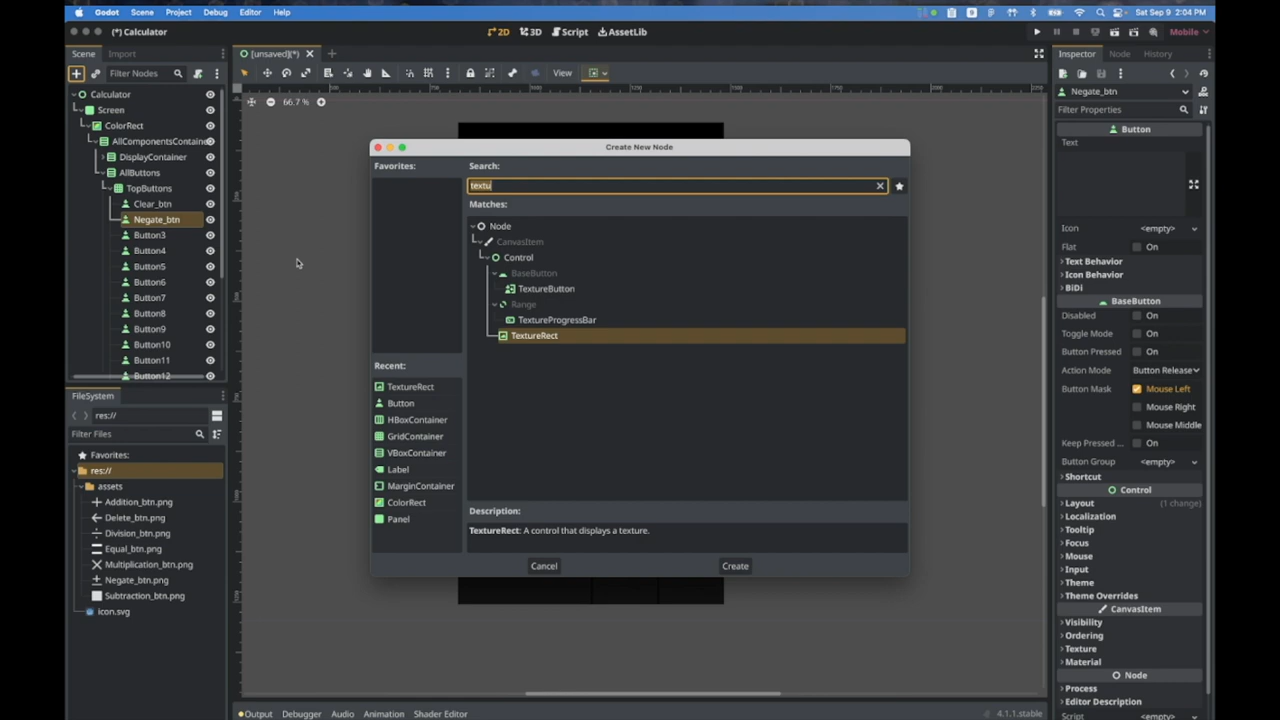 Godot Scene Project Debug Editor Help
9
Sat Sep 9 2:04 PM
(*) Calculator
2D 3D Script AssetLib
Mobile
Scene Import
[unsaved](*)
Inspector Node History
Filter Nodes
View
66.7 %
Calculator
Screen
ColorRect
AllComponentsContaine
DisplayContainer
AllButtons
TopButtons
Clear_btn
Negate_btn
Button3
Button4
Button5
Button6
Button7
Button8
Button9
Button10
Button11
Button12
FileSystem
res://
Filter Files
Favorites:
res://
assets
Addition_btn.png
Delete_btn.png
Division_btn.png
Equal_btn.png
Multiplication_btn.png
Negate_btn.png
Subtraction_btn.png
icon.svg
Create New Node
Favorites:
Search:
textu
Matches:
Node
CanvasItem
Control
BaseButton
TextureButton
Range
TextureProgressBar
TextureRect
Recent:
TextureRect
Button
HBoxContainer
GridContainer
VBoxContainer
Label
MarginContainer
ColorRect
Panel
Description:
TextureRect: A control that displays a texture.
Cancel
Create
Negate_btn
Filter Properties
Button
Text
Icon <empty>
Flat On
Text Behavior
Icon Behavior
BiDi
BaseButton
Disabled On
Toggle Mode On
Button Pressed On
Action Mode Button Release
Button Mask Mouse Left
Mouse Right
Mouse Middle
Keep Pressed ... On
Button Group <empty>
Shortcut
Control
Layout (1 change)
Localization
Tooltip
Focus
Mouse
Input
Theme
Theme Overrides
CanvasItem
Visibility
Ordering
Texture
Material
Node
Process
Editor Description
Script <empty>
Output Debugger Audio Animation Shader Editor
4.1.1.stable